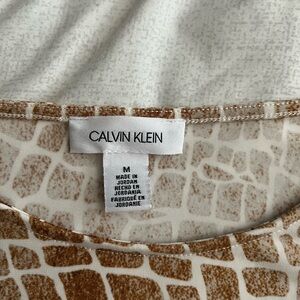 CALVIN KLEIN
M
MADE IN
JORDAN
HECHO EN
JORDANIA
FABRIQUÉ EN
JORDANIE